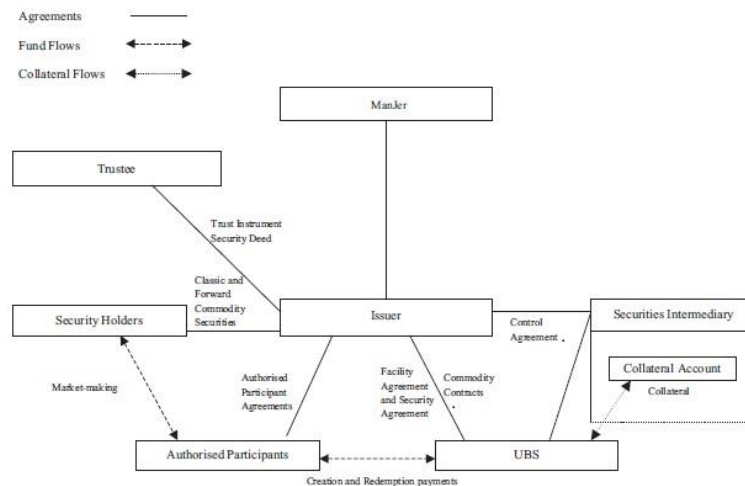 Agreements
Fund Flows
Collateral Flows
ManJer
Trustee
Trust Instrument
Security Deed
Classic and
Forward
Commodity
Securities
Security Holders
Issuer
Securities Intermediary
Control
Agreement
Collateral Account
Collateral
Market-making
Authorised
Participant
Agreements
Facility
Agreement
and Security
Agreement
Commodity
Contracts
Authorised Participants
UBS
Creation and Redemption payments